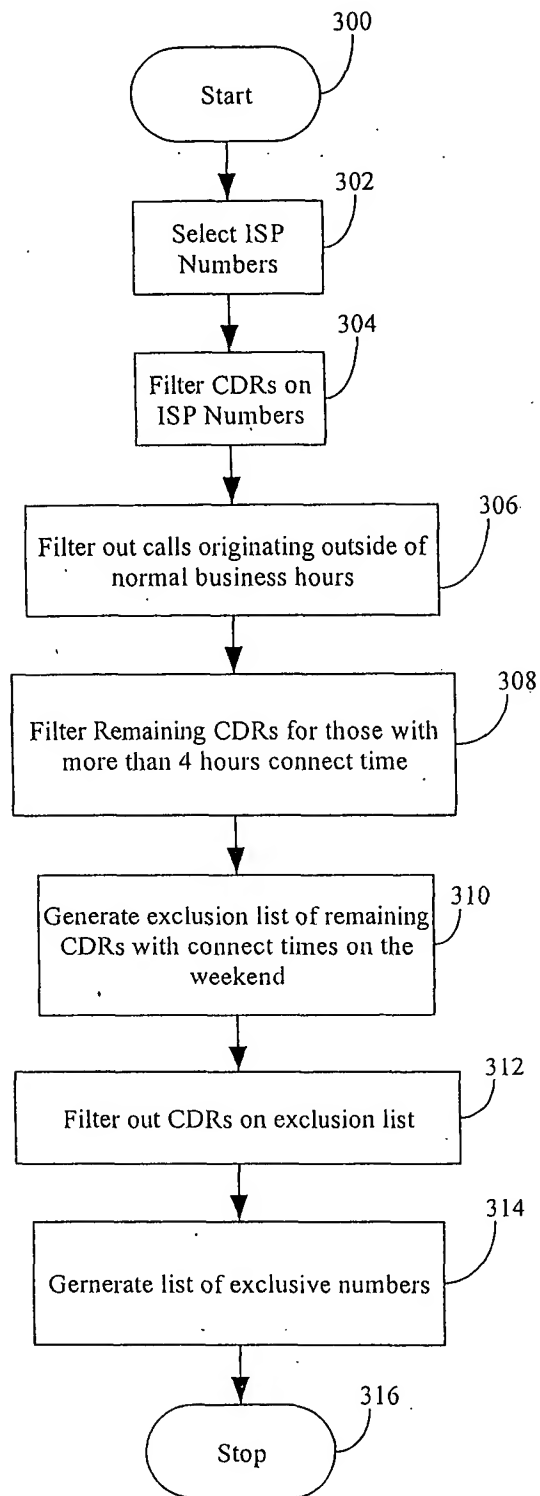 300
Start
302
Select ISP
Numbers
304
Filter CDRs on
ISP Numbers
306
Filter out calls originating outside of
normal business hours
308
Filter Remaining CDRs for those with
more than 4 hours connect time
310
Generate exclusion list of remaining
CDRs with connect times on the
weekend
312
Filter out CDRs on exclusion list
314
Gernerate list of exclusive numbers
316
Stop